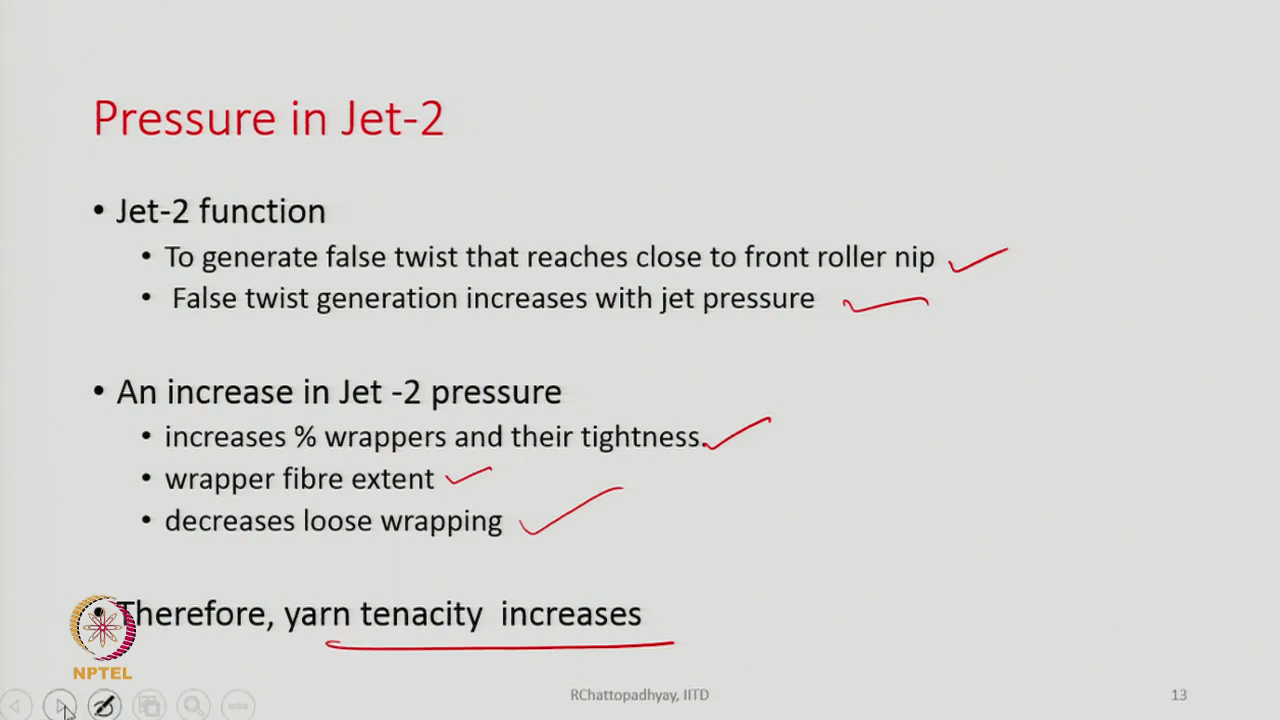 Pressure in Jet-2
• Jet-2 function
• To generate false twist that reaches close to front roller nip
• False twist generation increases with jet pressure
• An increase in Jet -2 pressure
• increases % wrappers and their tightness.
• wrapper fibre extent
• decreases loose wrapping
• Therefore, yarn tenacity increases
NPTEL
RChattopadhyay, IITD
13